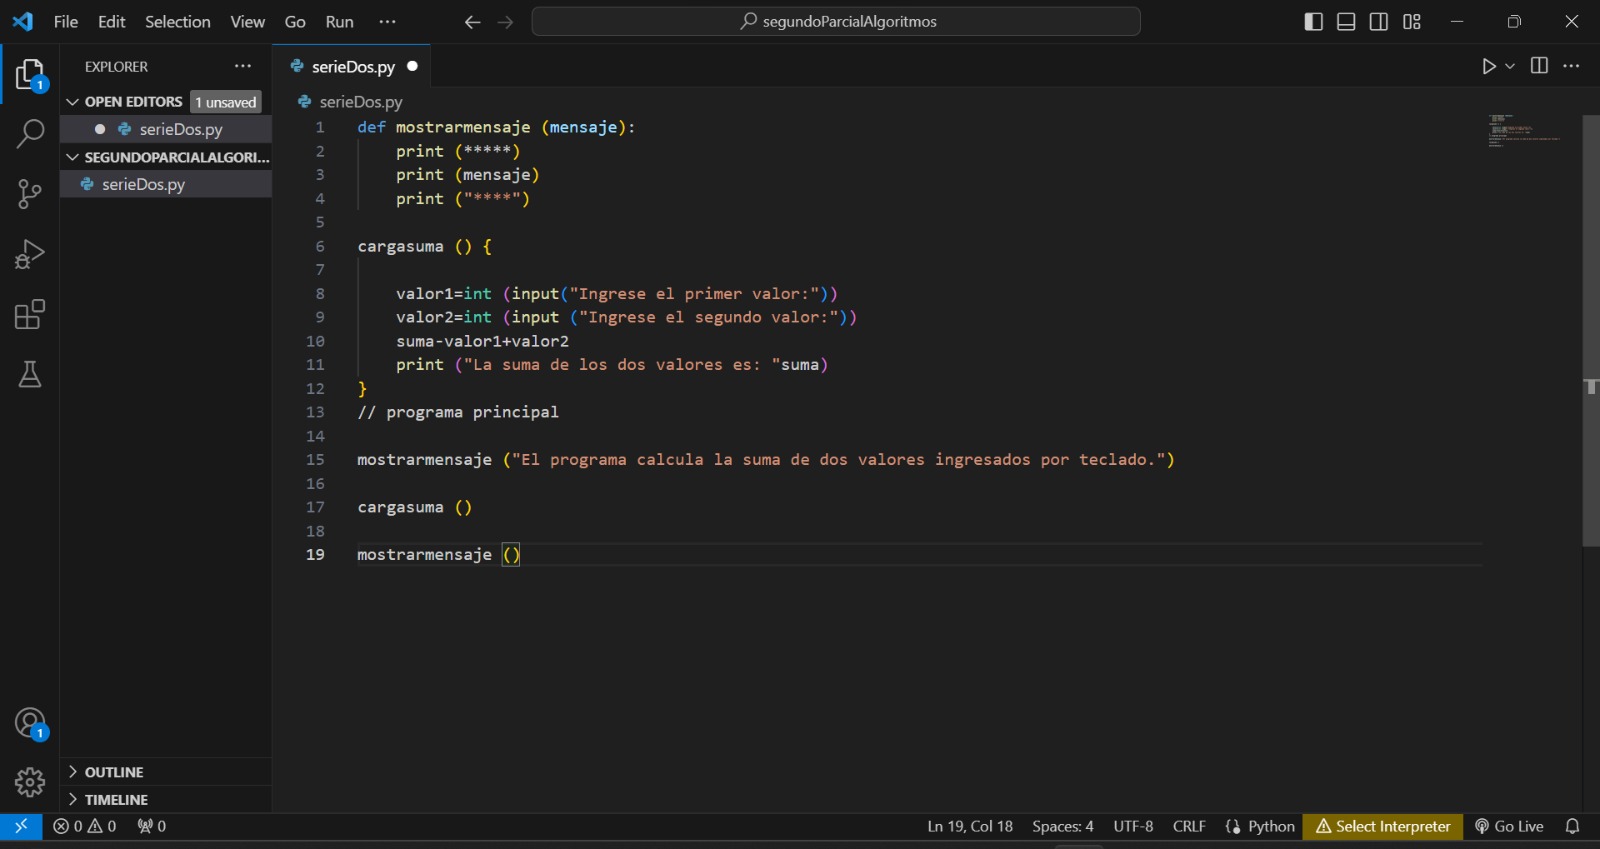 File Edit Selection View Go Run ···
segundoParcialAlgoritmos
EXPLORER ···
OPEN EDITORS 1 unsaved
serieDos.py
SEGUNDOPARCIALALGORI...
serieDos.py
OUTLINE
TIMELINE
1
1
serieDos.py
serieDos.py
1 def mostrarmensaje (mensaje):
2 print (*****)
3 print (mensaje)
4 print ("****")
5
6 cargasuma () {
7
8 valor1=int (input("Ingrese el primer valor:"))
9 valor2=int (input ("Ingrese el segundo valor:"))
10 suma-valor1+valor2
11 print ("La suma de los dos valores es: "suma)
12 }
13 // programa principal
14
15 mostrarmensaje ("El programa calcula la suma de dos valores ingresados por teclado.")
16
17 cargasuma ()
18
19 mostrarmensaje ()
0 0 0 Ln 19, Col 18 Spaces: 4 UTF-8 CRLF Python Select Interpreter Go Live